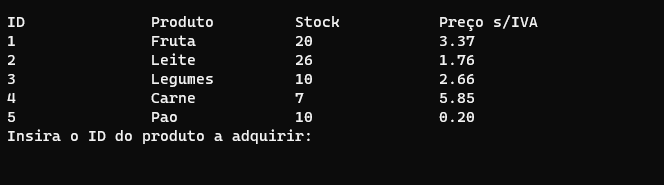 ID Produto Stock Preço s/IVA
1 Fruta 20 3.37
2 Leite 26 1.76
3 Legumes 10 2.66
4 Carne 7 5.85
5 Pao 10 0.20
Insira o ID do produto a adquirir: